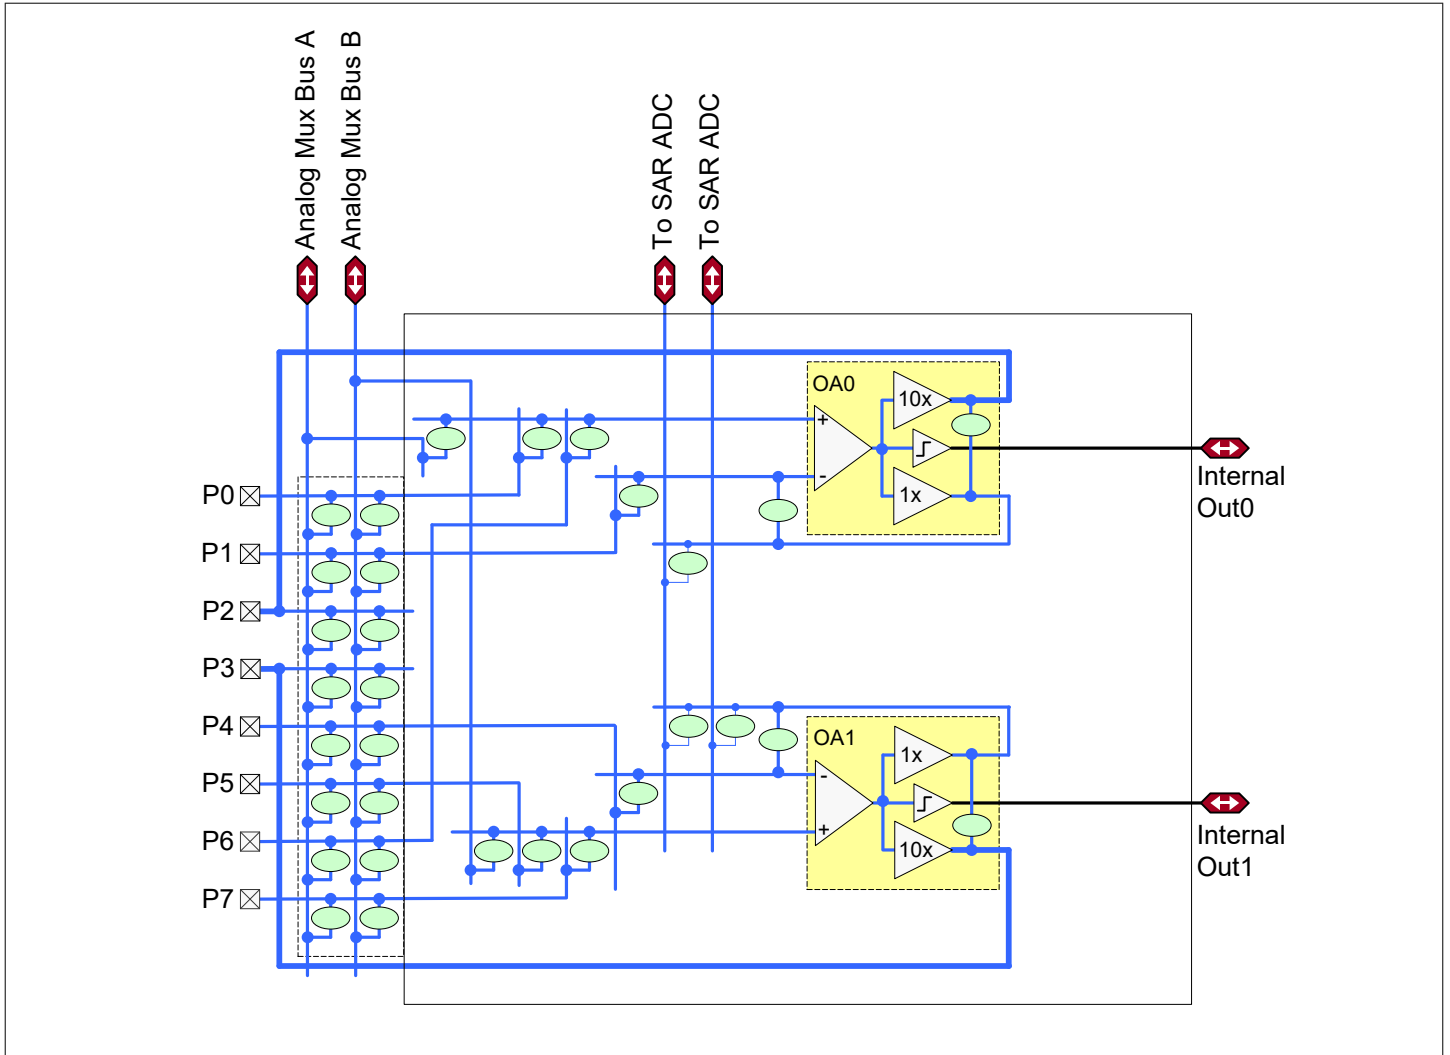 Analog Mux Bus A
Analog Mux Bus B
To SAR ADC
To SAR ADC
OA0
10x
+
-
1x
Internal
Out0
P0
P1
P2
P3
P4
P5
P6
P7
OA1
1x
-
+
10x
Internal
Out1